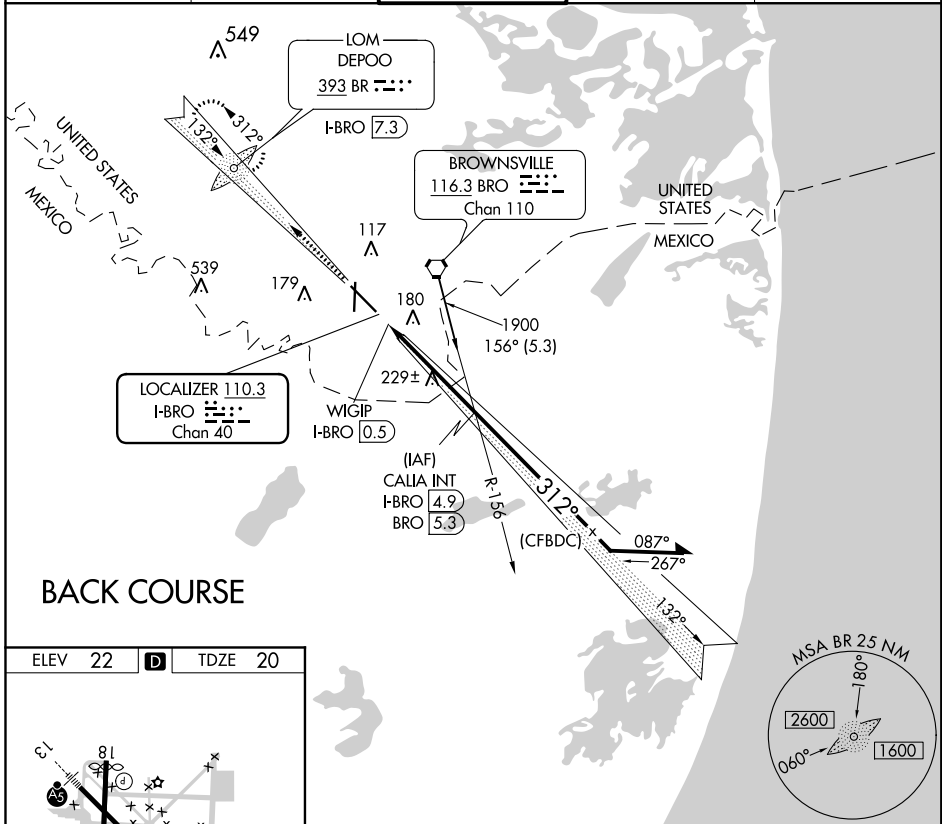 549
LOM
DEPOO
393 BR
I-BRO 7.3
312°
132°
UNITED STATES
MEXICO
BROWNSVILLE
116.3 BRO
Chan 110
UNITED
STATES
MEXICO
117
539
179
180
1900
156° (5.3)
229±
LOCALIZER 110.3
I-BRO
Chan 40
WIGIP
I-BRO 0.5
(IAF)
CALIA INT
I-BRO 4.9
BRO 5.3
R-156
312°
(CFBDC)
087°
267°
132°
BACK COURSE
MSA BR 25 NM
180°
2600
1600
060°
ELEV 22 D TDZE 20
13
18
P
A5